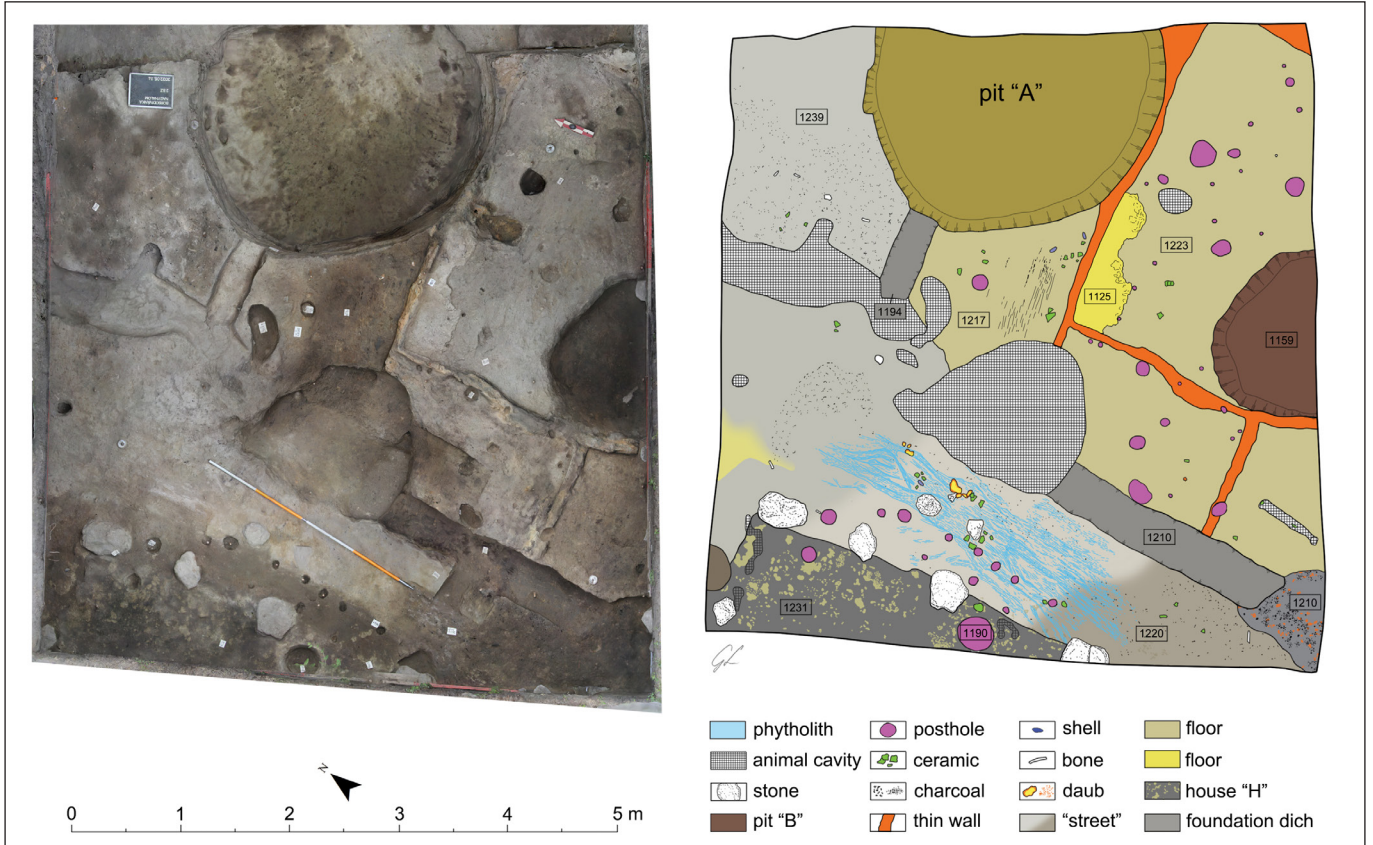 pit “A”
1239
1223
1125
1194
1217
1159
1210
1231
1190
1220
1210
phytholith
posthole
shell
floor
animal cavity
ceramic
bone
floor
stone
charcoal
daub
house “H”
pit “B”
thin wall
“street”
foundation dich
N
0 1 2 3 4 5 m